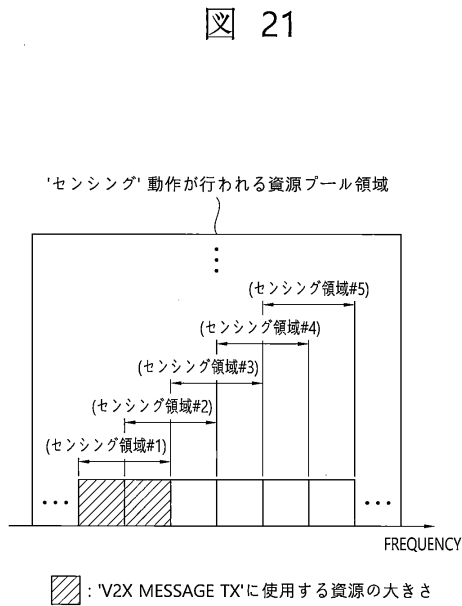 図 21
'センシング' 動作が行われる資源プール領域
(センシング領域#5)
(センシング領域#4)
(センシング領域#3)
(センシング領域#2)
(センシング領域#1)
FREQUENCY
: 'V2X MESSAGE TX'に使用する資源の大きさ